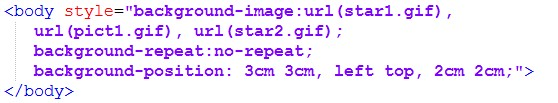 <body style="background-image:url(star1.gif),
url(pict1.gif), url(star2.gif);
background-repeat:no-repeat;
background-position: 3cm 3cm, left top, 2cm 2cm;">
</body>